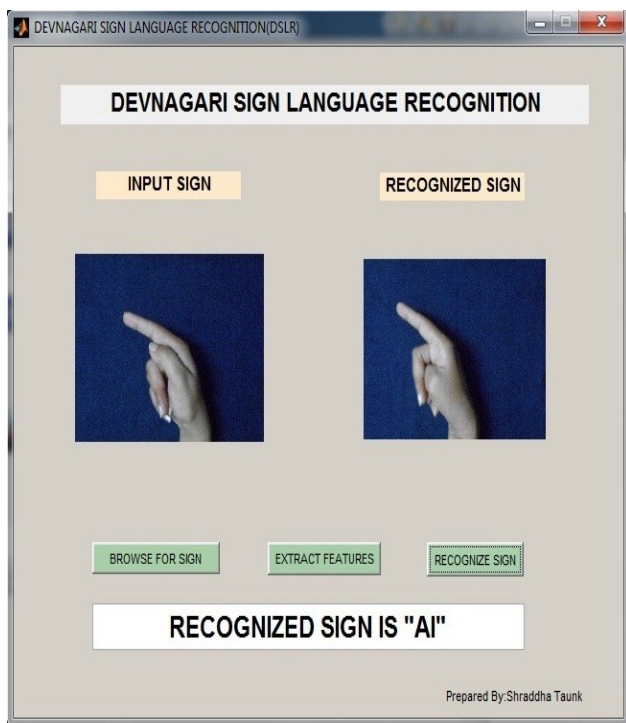 DEVNAGARI SIGN LANGUAGE RECOGNITION(DSLR)
DEVNAGARI SIGN LANGUAGE RECOGNITION
INPUT SIGN
RECOGNIZED SIGN
BROWSE FOR SIGN
EXTRACT FEATURES
RECOGNIZE SIGN
RECOGNIZED SIGN IS "AI"
Prepared By:Shraddha Taunk